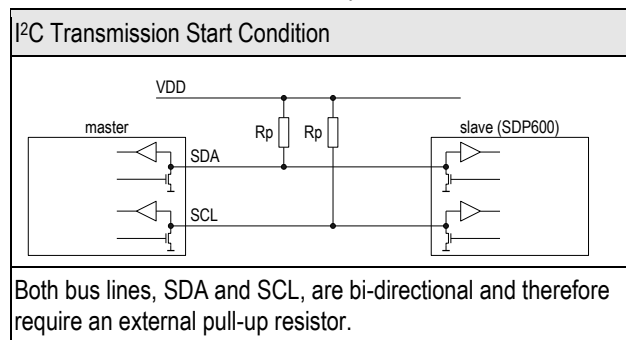 I²C Transmission Start Condition
VDD
master
Rp
Rp
slave (SDP600)
SDA
SCL
Both bus lines, SDA and SCL, are bi-directional and therefore
require an external pull-up resistor.